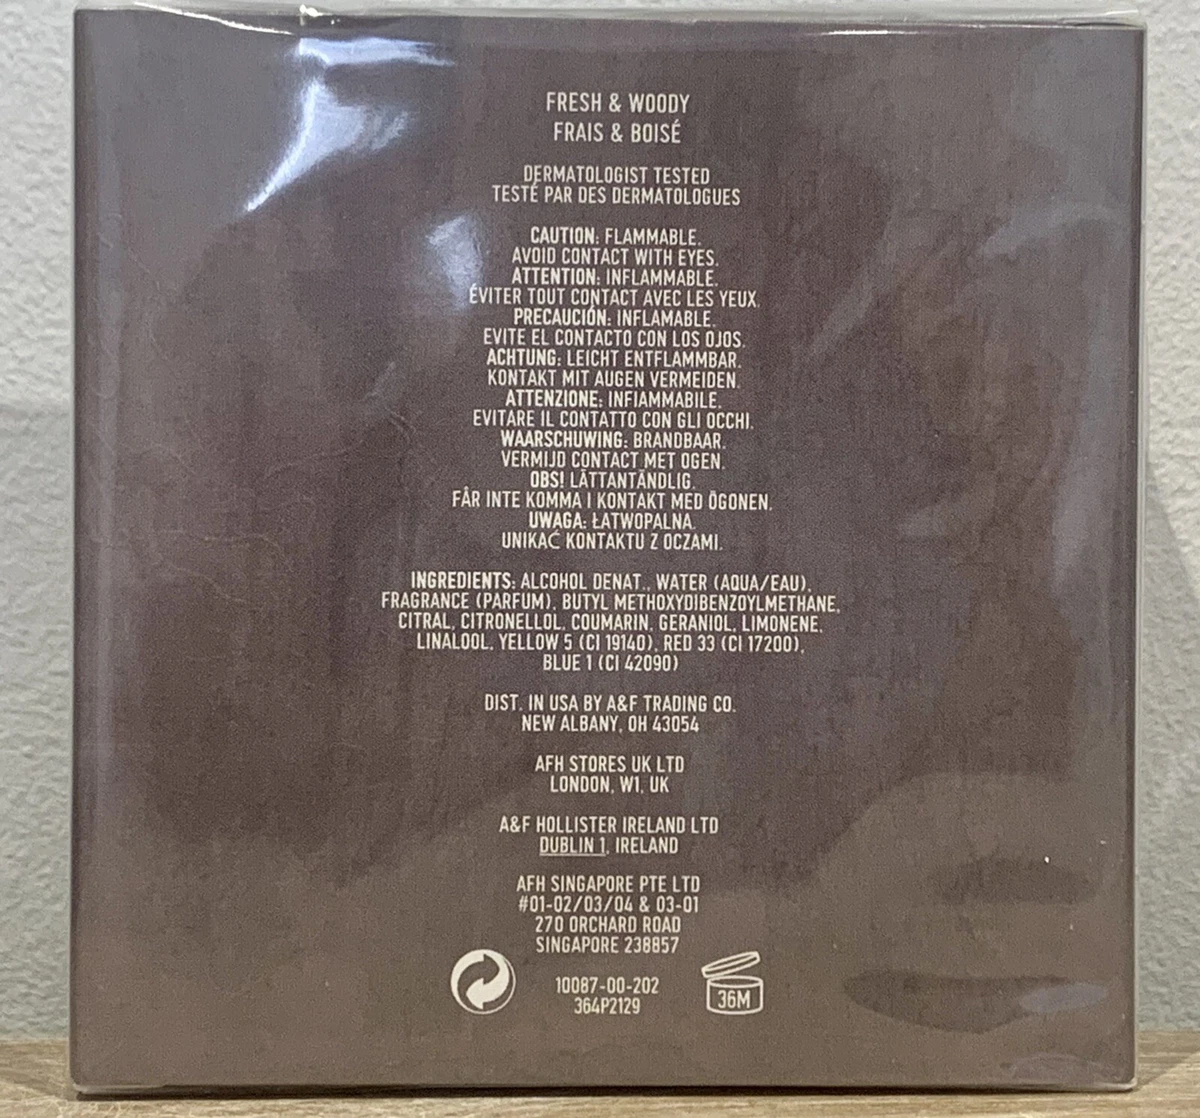 FRESH & WOODY
FRAIS & BOISÉ
DERMATOLOGIST TESTED
TESTÉ PAR DES DERMATOLOGUES
CAUTION: FLAMMABLE.
AVOID CONTACT WITH EYES.
ATTENTION: INFLAMMABLE.
ÉVITER TOUT CONTACT AVEC LES YEUX.
PRECAUCIÓN: INFLAMABLE.
EVITE EL CONTACTO CON LOS OJOS.
ACHTUNG: LEICHT ENTFLAMMBAR.
KONTAKT MIT AUGEN VERMEIDEN.
ATTENZIONE: INFIAMMABILE.
EVITARE IL CONTATTO CON GLI OCCHI.
WAARSCHUWING: BRANDBAAR.
VERMIJD CONTACT MET OGEN.
OBS! LÄTTANTÄNDLIG.
FÅR INTE KOMMA I KONTAKT MED ÖGONEN.
UWAGA: ŁATWOPALNA.
UNIKAĆ KONTAKTU Z OCZAMI.
INGREDIENTS: ALCOHOL DENAT., WATER (AQUA/EAU),
FRAGRANCE (PARFUM), BUTYL METHOXYDIBENZOYLMETHANE,
CITRAL, CITRONELLOL, COUMARIN, GERANIOL, LIMONENE,
LINALOOL, YELLOW 5 (CI 19140), RED 33 (CI 17200),
BLUE 1 (CI 42090)
DIST. IN USA BY A&F TRADING CO.
NEW ALBANY, OH 43054
AFH STORES UK LTD
LONDON, W1, UK
A&F HOLLISTER IRELAND LTD
DUBLIN 1, IRELAND
AFH SINGAPORE PTE LTD
#01-02/03/04 & 03-01
270 ORCHARD ROAD
SINGAPORE 238857
10087-00-202
364P2129
36M